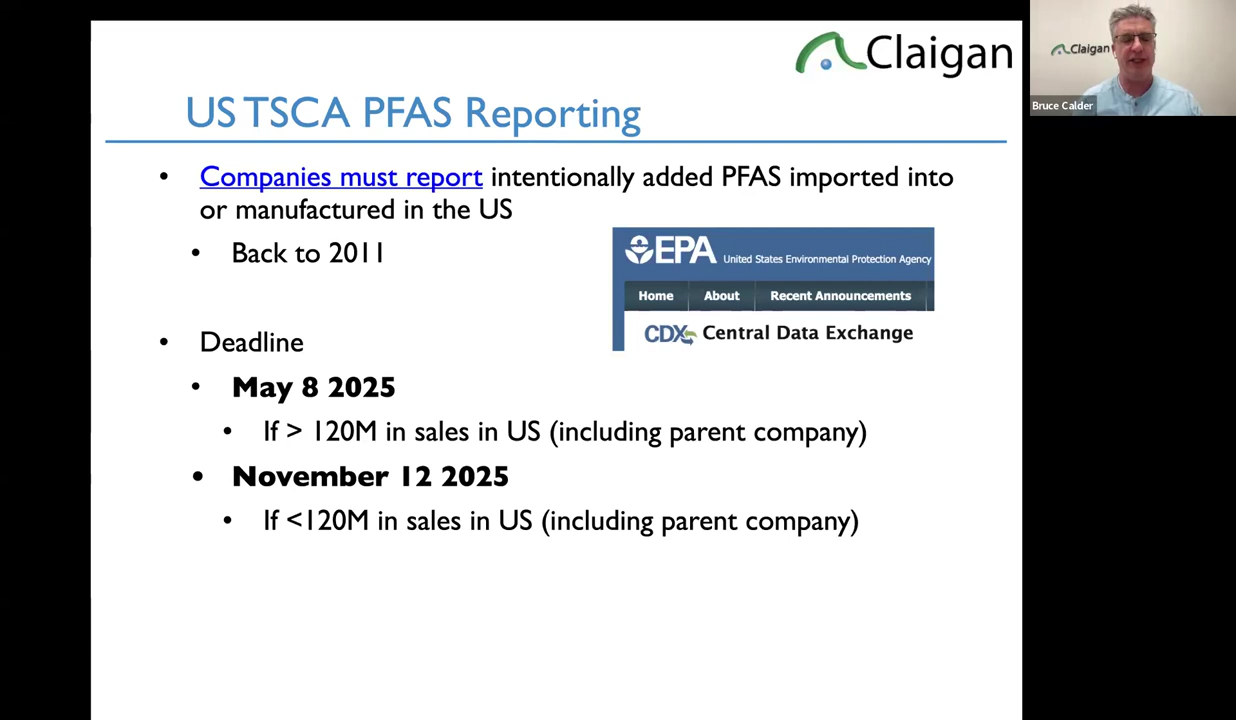 Claigan
Claigan
Bruce Calder
US TSCA PFAS Reporting
• Companies must report intentionally added PFAS imported into
or manufactured in the US
• Back to 2011
EPA United States Environmental Protection Agency
Home About Recent Announcements
CDX Central Data Exchange
• Deadline
• May 8 2025
• If > 120M in sales in US (including parent company)
• November 12 2025
• If <120M in sales in US (including parent company)